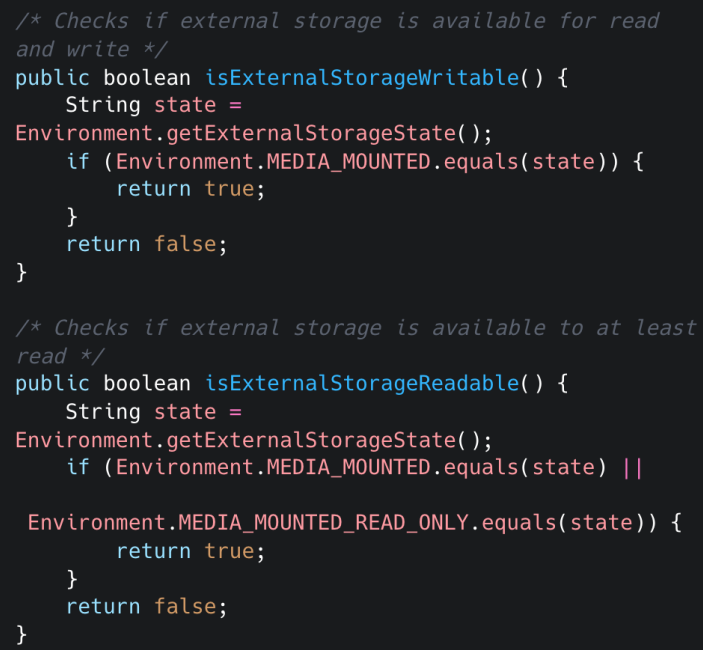 /* Checks if external storage is available for read
and write */
public boolean isExternalStorageWritable() {
    String state =
Environment.getExternalStorageState();
    if (Environment.MEDIA_MOUNTED.equals(state)) {
        return true;
    }
    return false;
}

/* Checks if external storage is available to at least
read */
public boolean isExternalStorageReadable() {
    String state =
Environment.getExternalStorageState();
    if (Environment.MEDIA_MOUNTED.equals(state) ||

 Environment.MEDIA_MOUNTED_READ_ONLY.equals(state)) {
        return true;
    }
    return false;
}